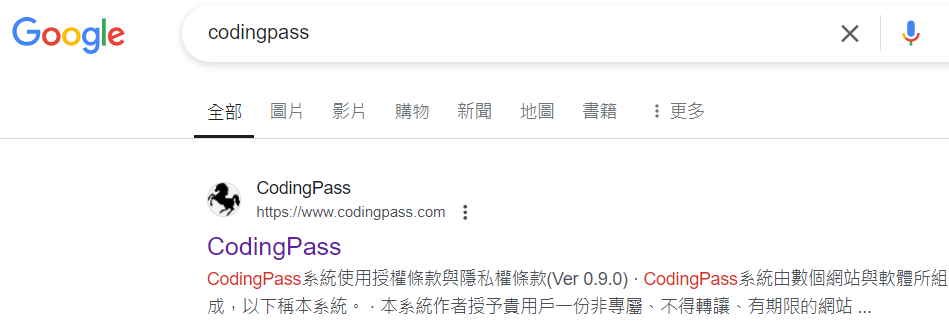 Google
codingpass
全部 圖片 影片 購物 新聞 地圖 書籍 更多
CodingPass
https://www.codingpass.com
CodingPass
CodingPass系統使用授權條款與隱私權條款(Ver 0.9.0) · CodingPass系統由數個網站與軟體所組
成，以下稱本系統。 · 本系統作者授予貴用戶一份非專屬、不得轉讓、有期限的網站 ...